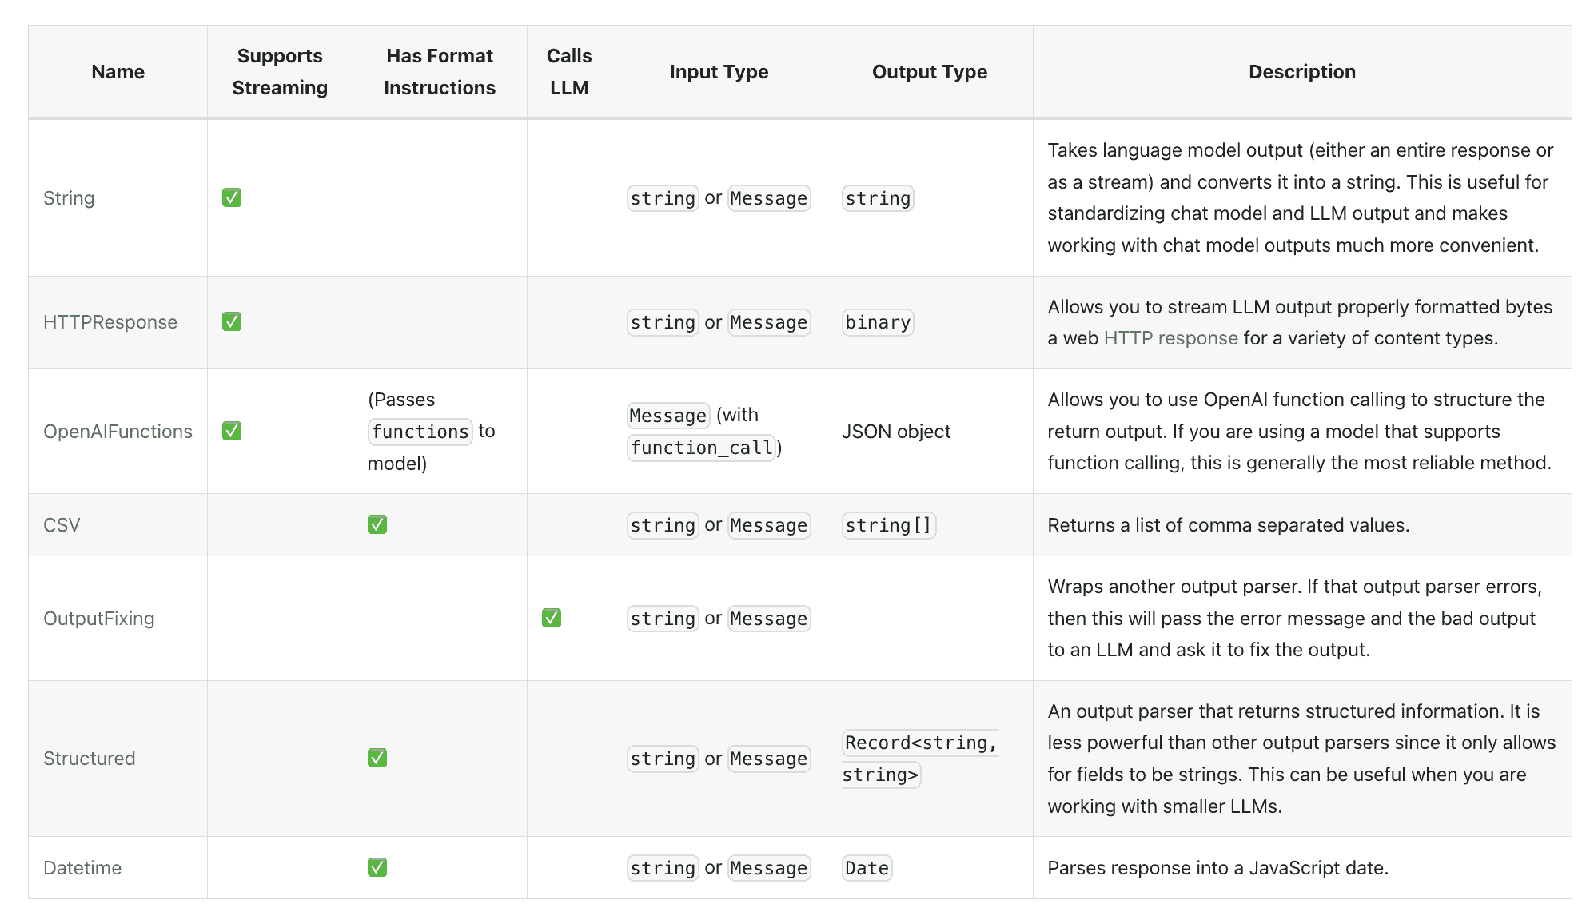 Name
Supports
Streaming
Has Format
Instructions
Calls
LLM
Input Type
Output Type
Description
String
✅
string or Message
string
Takes language model output (either an entire response or
as a stream) and converts it into a string. This is useful for
standardizing chat model and LLM output and makes
working with chat model outputs much more convenient.
HTTPResponse
✅
string or Message
binary
Allows you to stream LLM output properly formatted bytes
a web HTTP response for a variety of content types.
OpenAIFunctions
✅
(Passes
functions to
model)
Message (with
function_call)
JSON object
Allows you to use OpenAI function calling to structure the
return output. If you are using a model that supports
function calling, this is generally the most reliable method.
CSV
✅
string or Message
string[]
Returns a list of comma separated values.
OutputFixing
✅
string or Message
Wraps another output parser. If that output parser errors,
then this will pass the error message and the bad output
to an LLM and ask it to fix the output.
Structured
✅
string or Message
Record<string,
string>
An output parser that returns structured information. It is
less powerful than other output parsers since it only allows
for fields to be strings. This can be useful when you are
working with smaller LLMs.
Datetime
✅
string or Message
Date
Parses response into a JavaScript date.